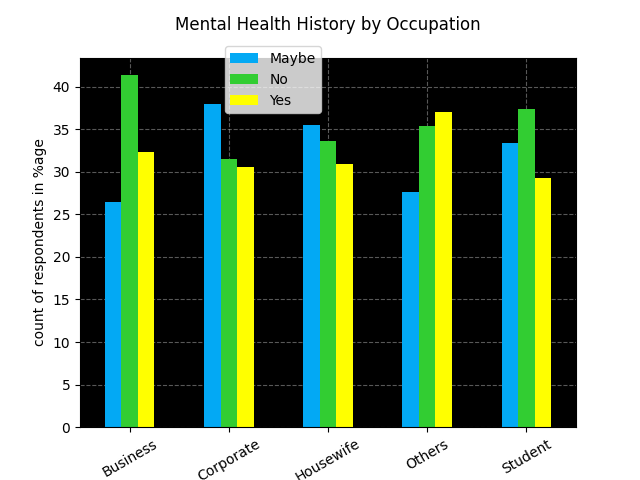 Mental Health History by Occupation
Maybe
No
Yes
count of respondents in %age
40
35
30
25
20
15
10
5
0
Business
Corporate
Housewife
Others
Student